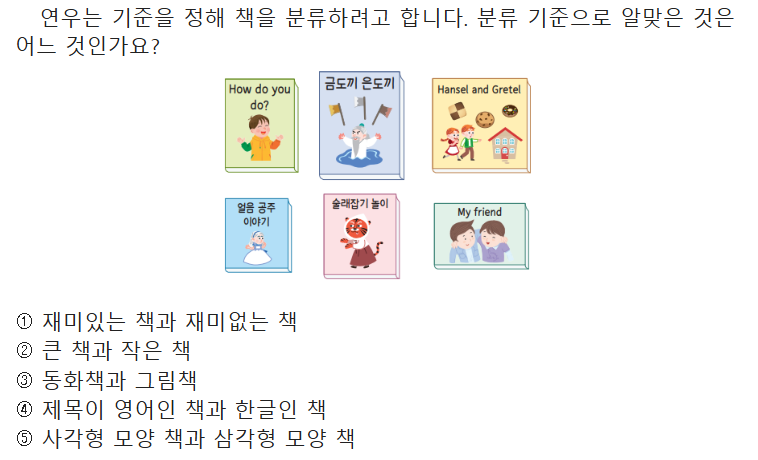 연우는 기준을 정해 책을 분류하려고 합니다. 분류 기준으로 알맞은 것은
어느 것인가요?
How do you
do?
금도끼 은도끼
Hansel and Gretel
얼음 공주
이야기
술래잡기 놀이
My friend
① 재미있는 책과 재미없는 책
② 큰 책과 작은 책
③ 동화책과 그림책
④ 제목이 영어인 책과 한글인 책
⑤ 사각형 모양 책과 삼각형 모양 책